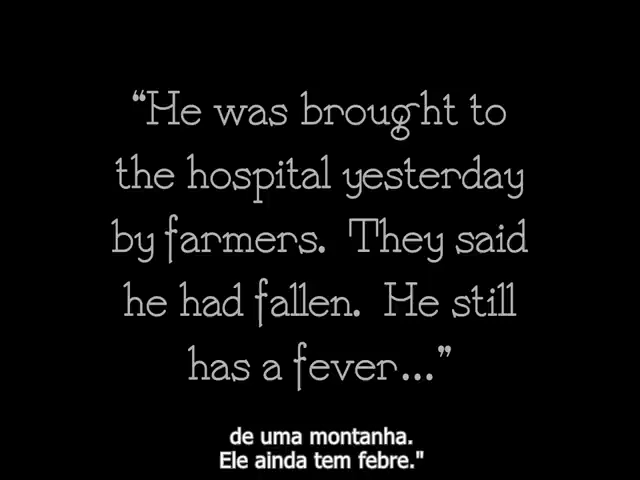 “He was brought to
the hospital yesterday
by farmers. They said
he had fallen. He still
has a fever...”
de uma montanha.
Ele ainda tem febre."